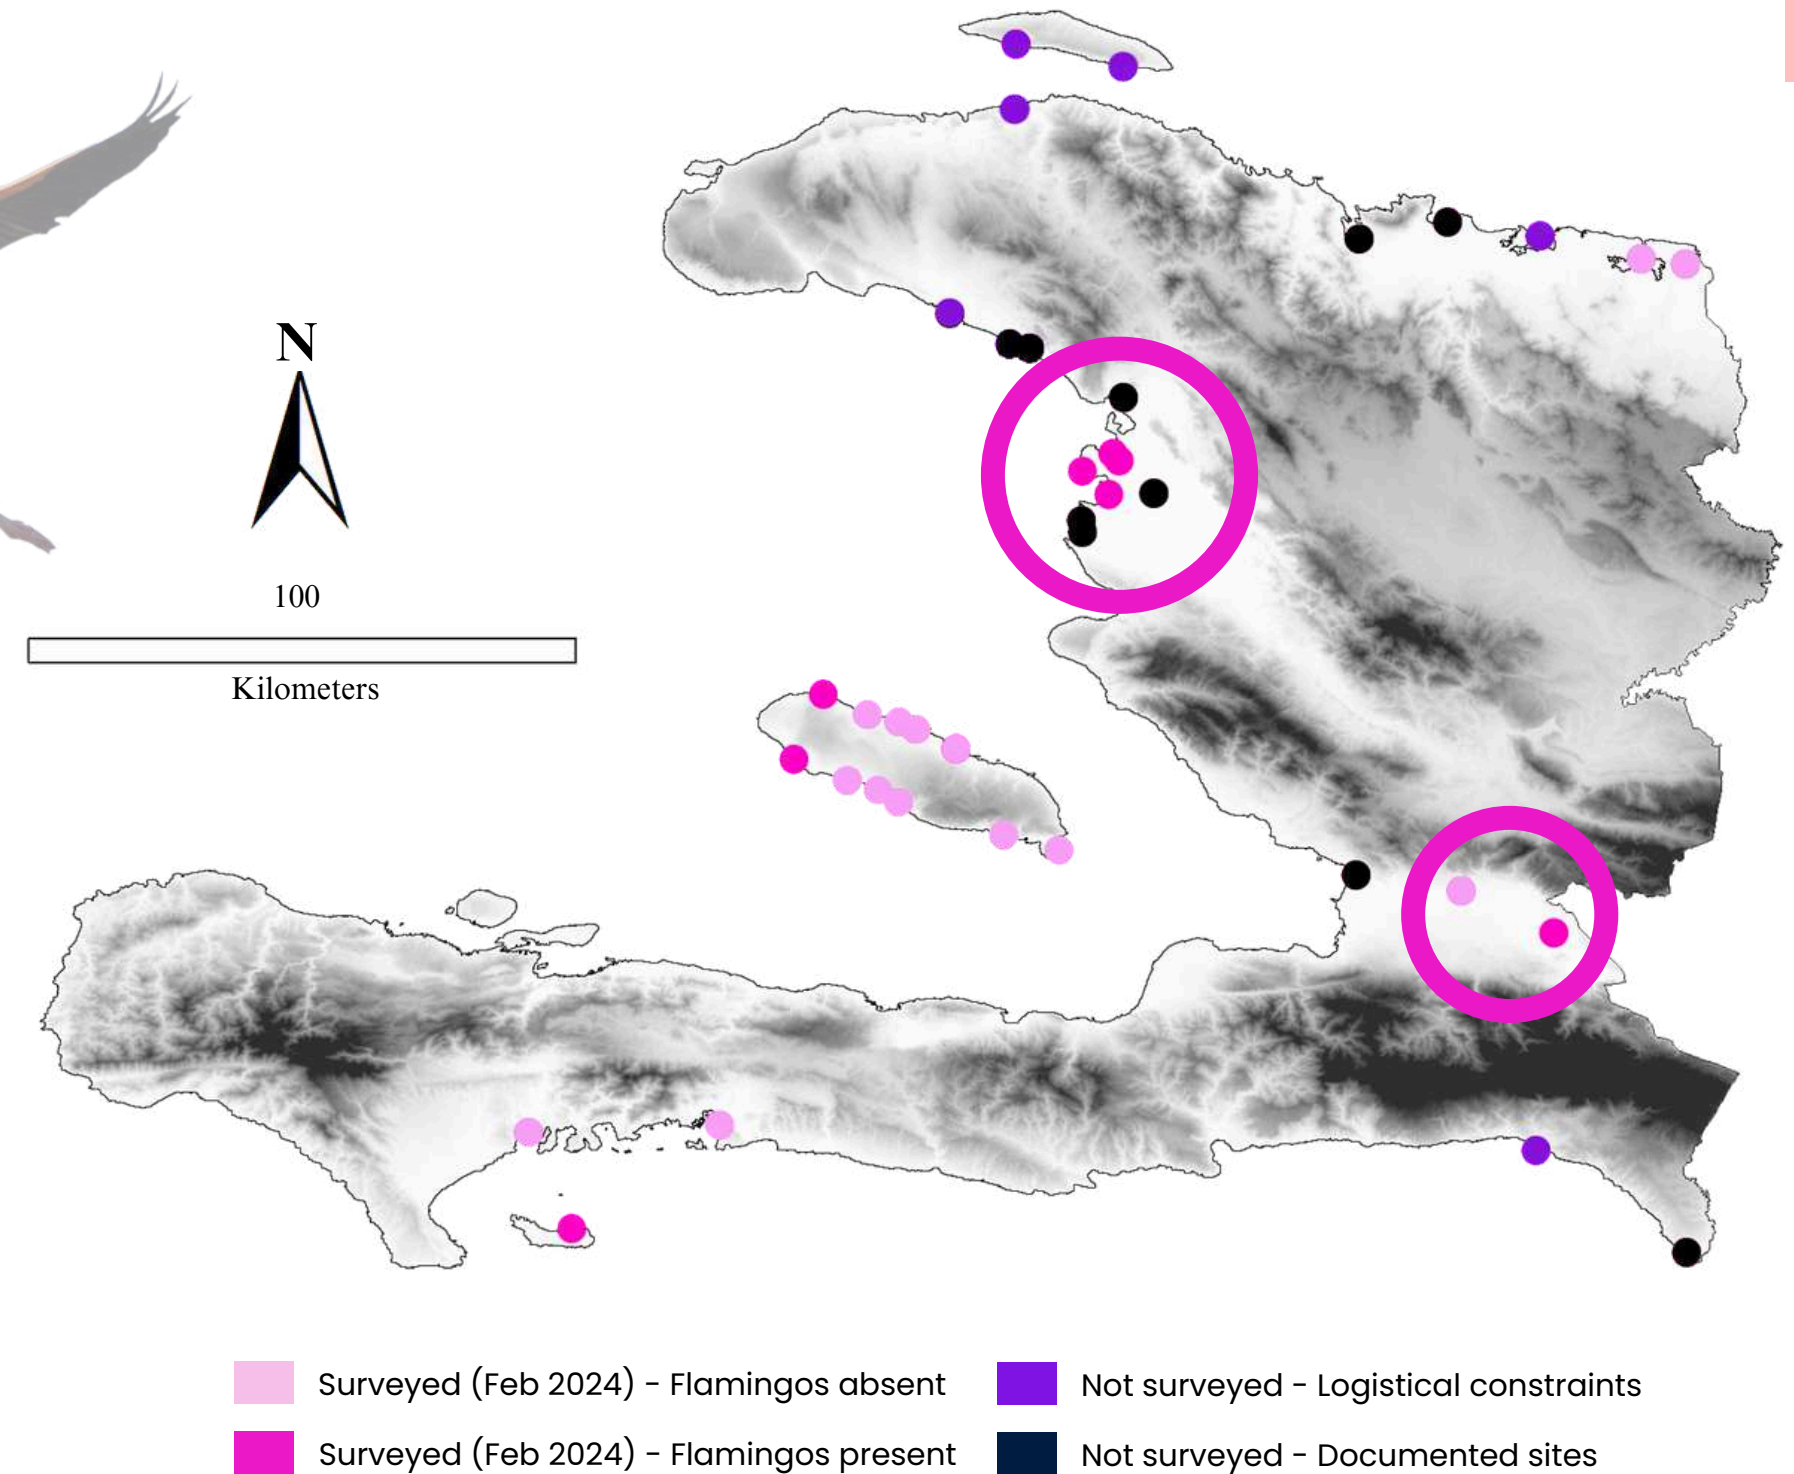 N
100
Kilometers
Surveyed (Feb 2024) - Flamingos absent
Not surveyed - Logistical constraints
Surveyed (Feb 2024) - Flamingos present
Not surveyed - Documented sites